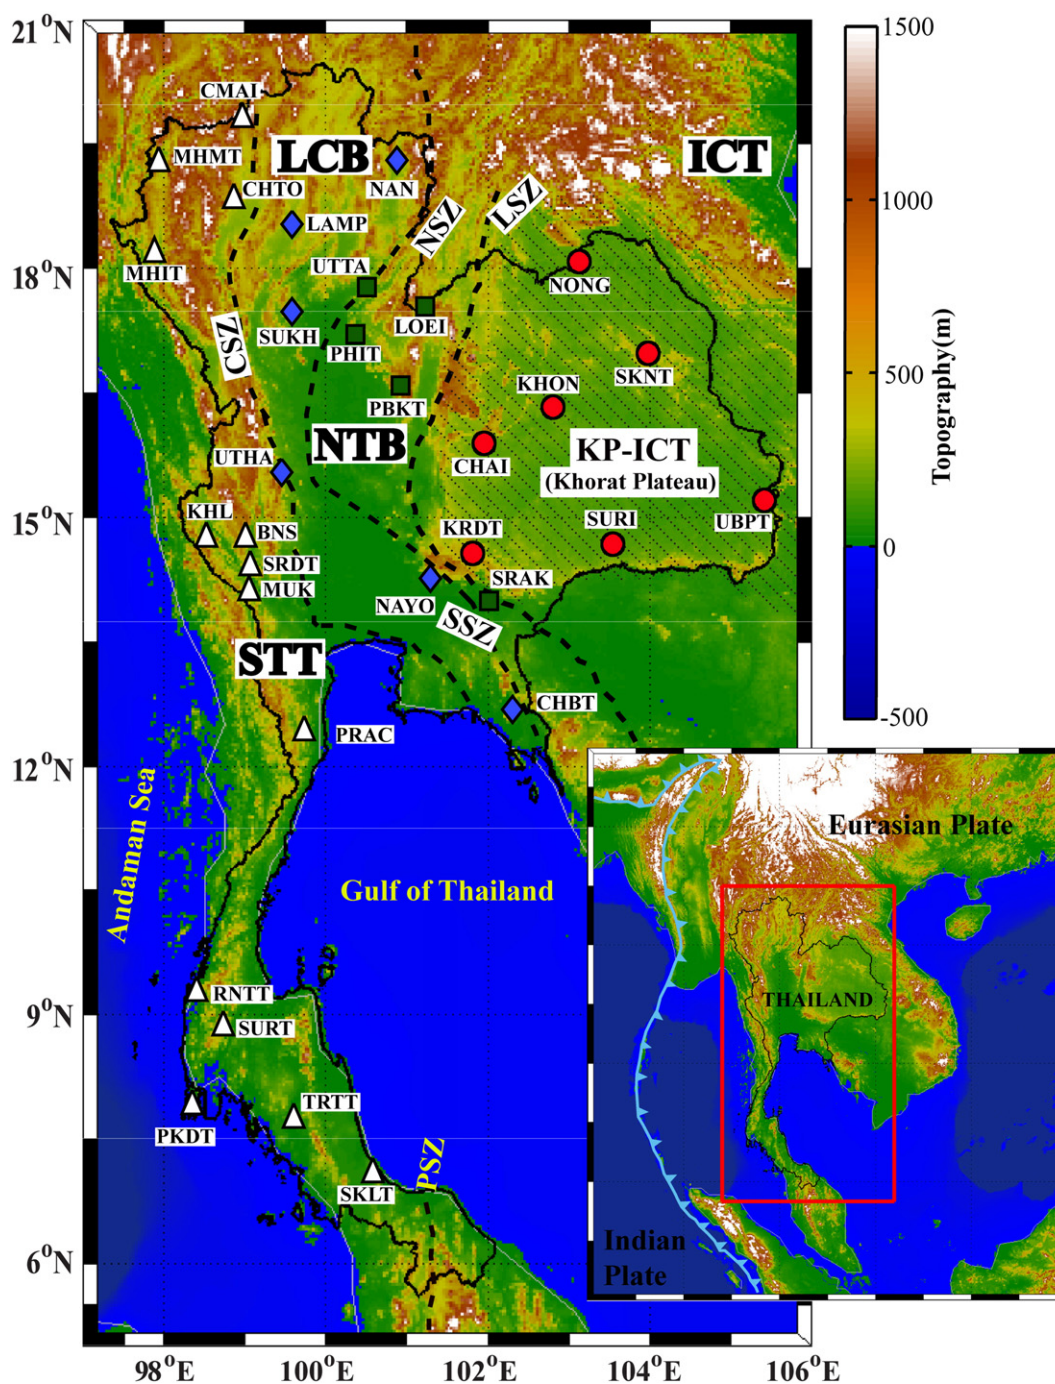 21°N
18°N
15°N
12°N
9°N
6°N
98°E
100°E
102°E
104°E
106°E
1500
1000
500
0
-500
Topography(m)
CMAI
MHMT
LCB
ICT
CHTO
NAN
LAMP
NSZ
LSZ
MHIT
UTTA
NONG
SUKH
LOEI
CSZ
PHIT
SKNT
KHON
PBKT
NTB
UTHA
CHAI
KP-ICT
(Khorat Plateau)
KHL
BNS
KRDT
SURI
UBPT
SRDT
MUK
NAYO
SRAK
SSZ
STT
CHBT
PRAC
Andaman Sea
Gulf of Thailand
RNTT
SURT
TRTT
PKDT
SKLT
PSZ
Eurasian Plate
THAILAND
Indian
Plate